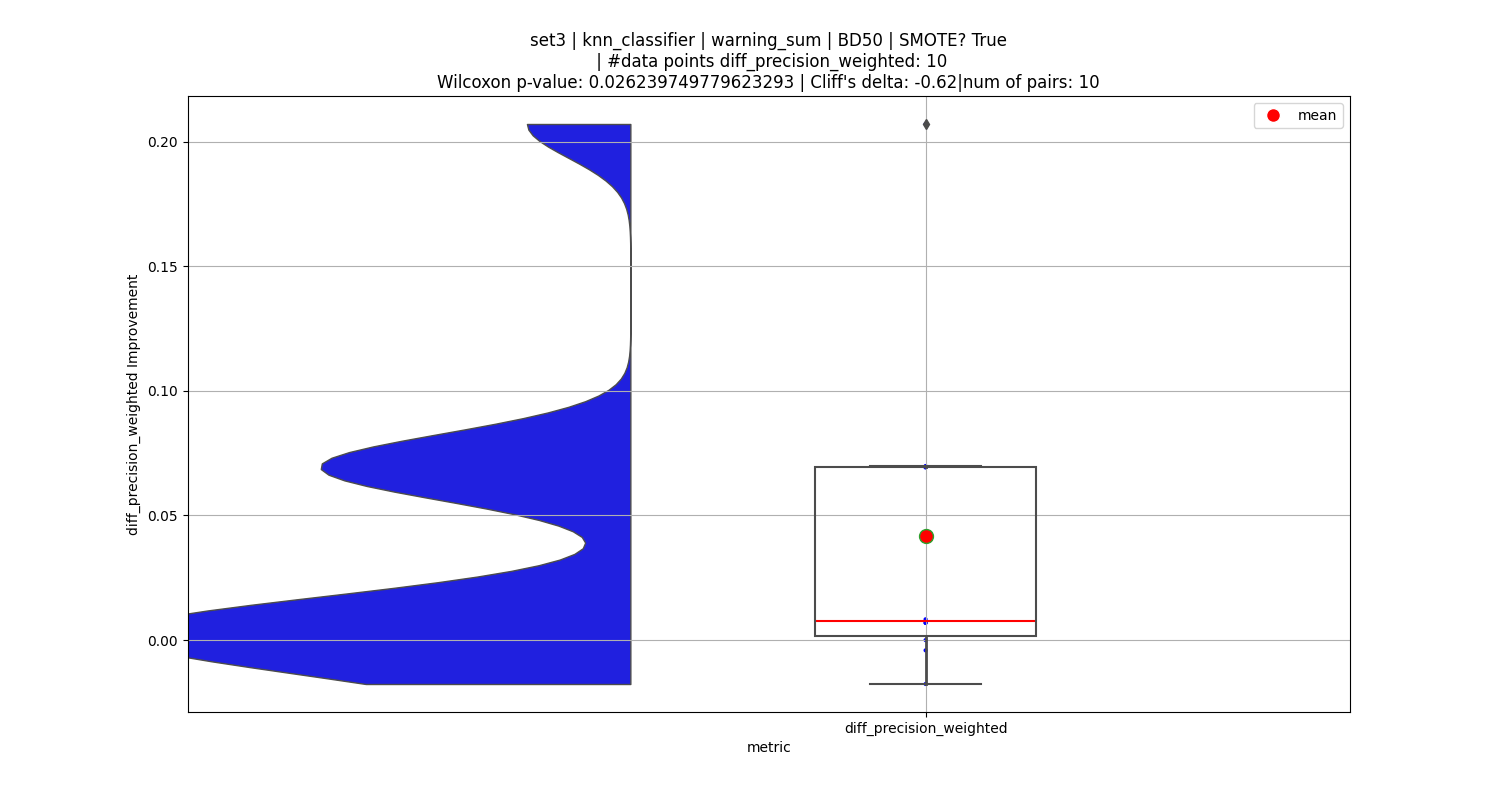 set3 | knn_classifier | warning_sum | BD50 | SMOTE? True
| #data points diff_precision_weighted: 10
Wilcoxon p-value: 0.026239749779623293 | Cliff's delta: -0.62|num of pairs: 10
mean
0.20
0.15
0.10
0.05
0.00
diff_precision_weighted Improvement
diff_precision_weighted
metric